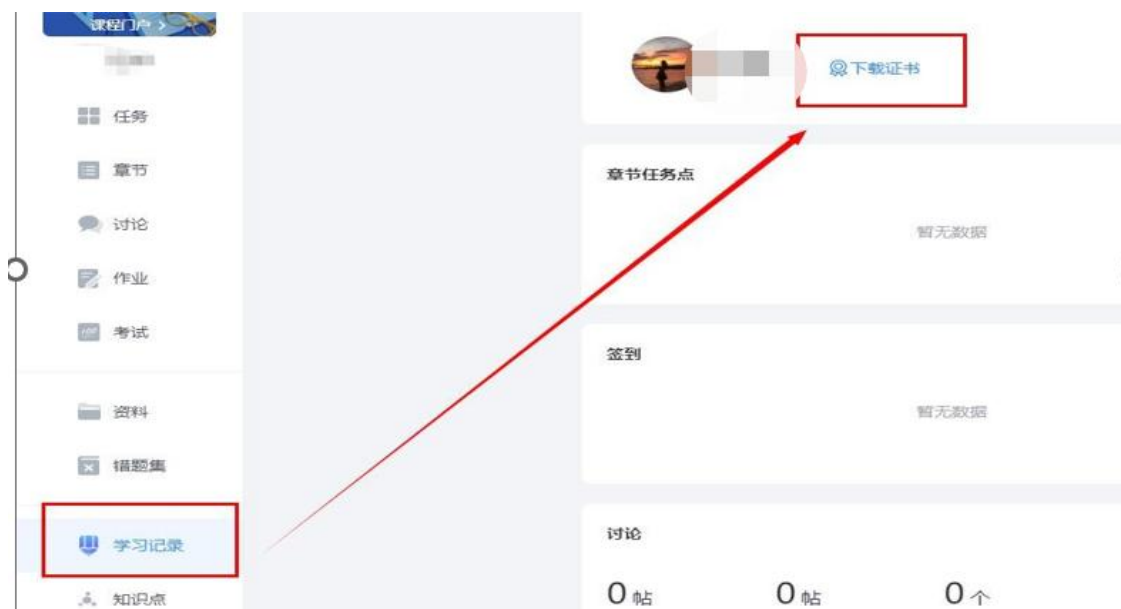 课程门户 >
任务
章节
讨论
作业
考试
资料
错题集
学习记录
知识点
下载证书
章节任务点
暂无数据
签到
暂无数据
讨论
0 帖 0 帖 0 个